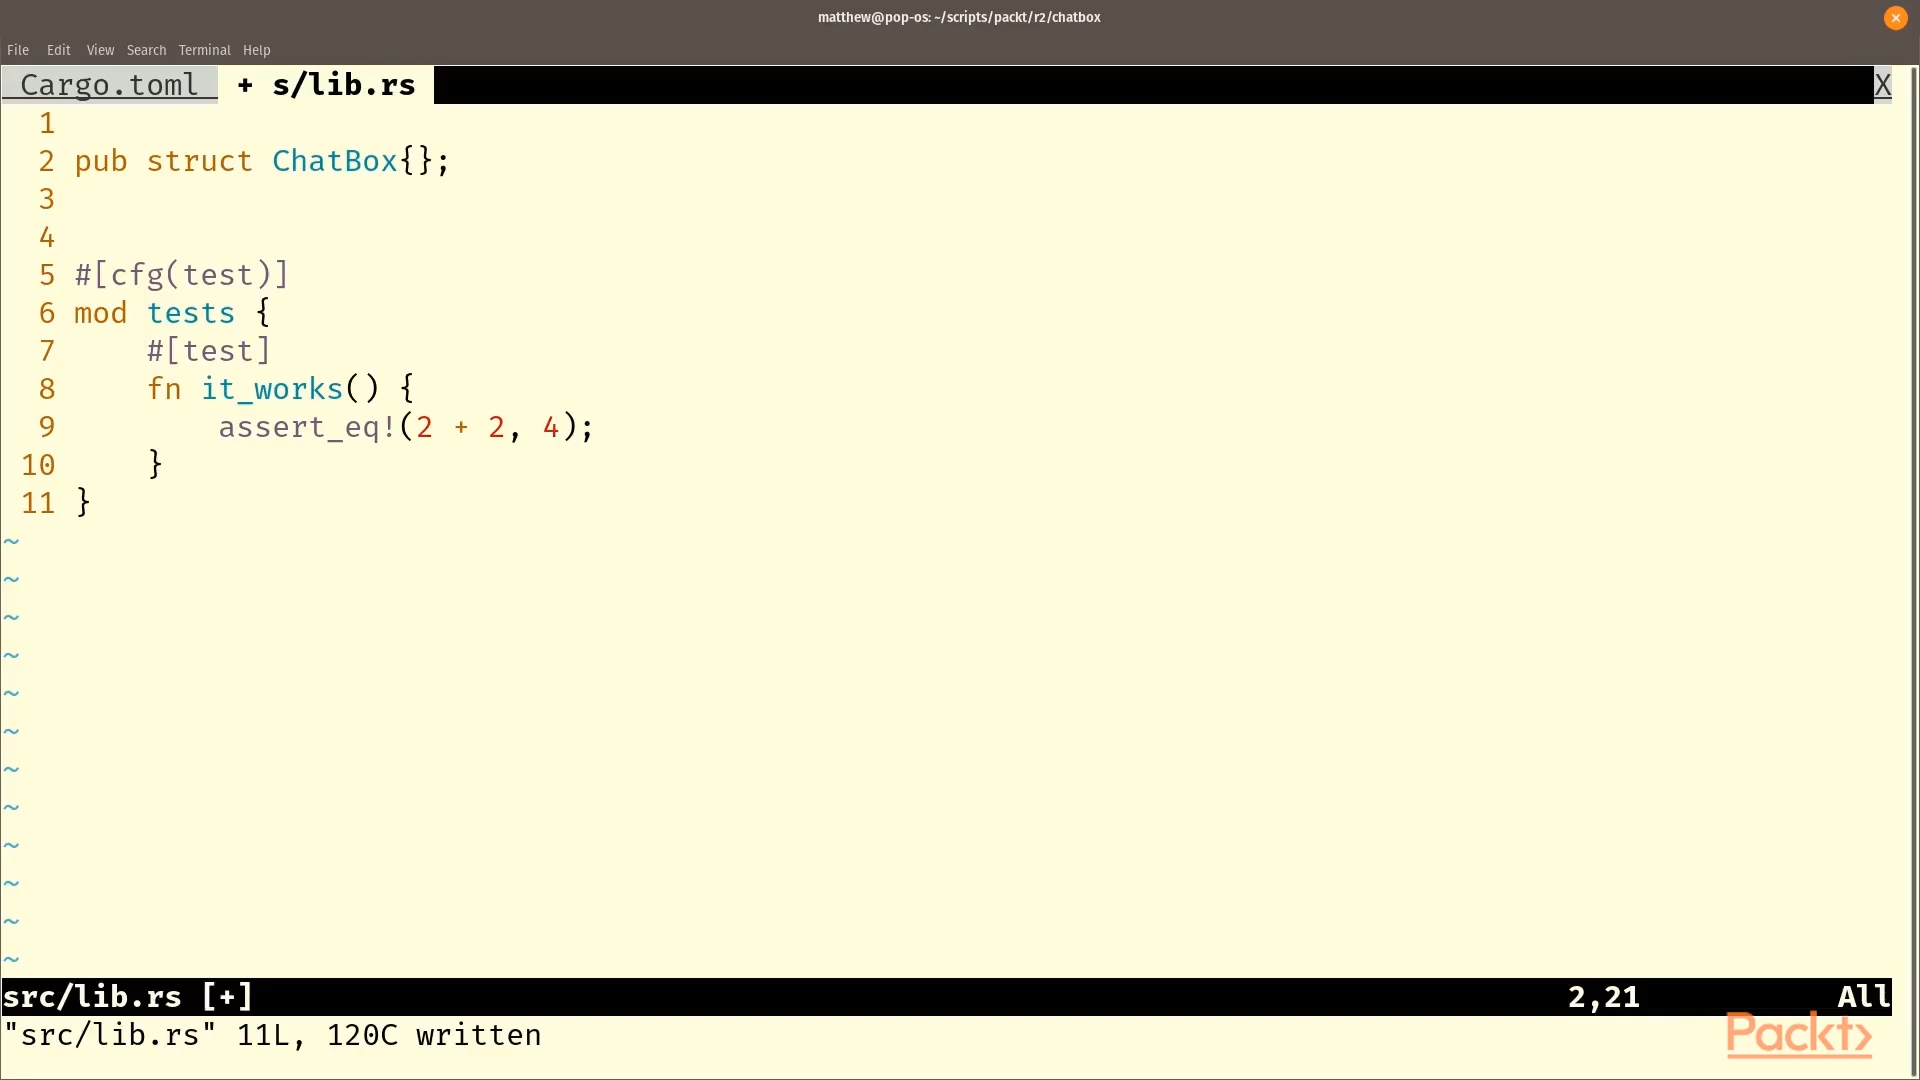 matthew@pop-os: ~/scripts/packt/r2/chatbox
File Edit View Search Terminal Help
Cargo.toml + s/lib.rs X
1
2 pub struct ChatBox{};
3
4
5 #[cfg(test)]
6 mod tests {
7     #[test]
8     fn it_works() {
9         assert_eq!(2 + 2, 4);
10     }
11 }
~
~
~
~
~
~
~
~
~
~
~
~
src/lib.rs [+] 2,21 All
"src/lib.rs" 11L, 120C written
Packt>